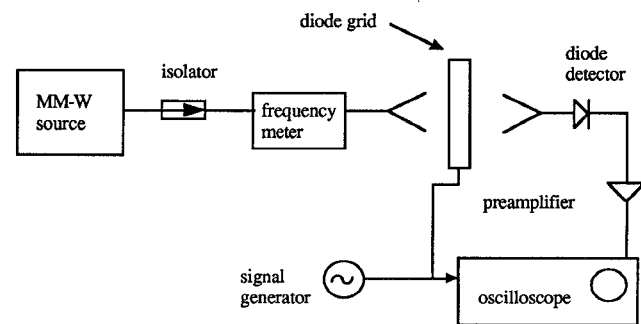 diode grid
diode
detector
isolator
MM-W
source
frequency
meter
preamplifier
signal
generator
oscilloscope